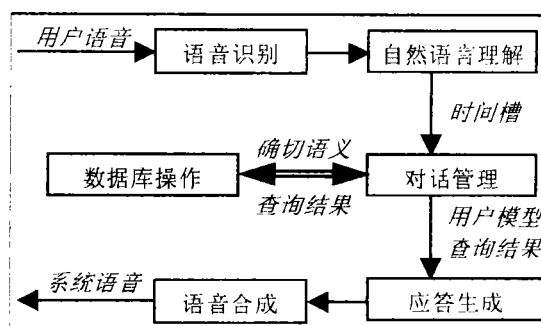 用户语音
语音识别
自然语言理解
时间槽
确切语义
数据库操作
对话管理
查询结果
用户模型
查询结果
系统语音
语音合成
应答生成